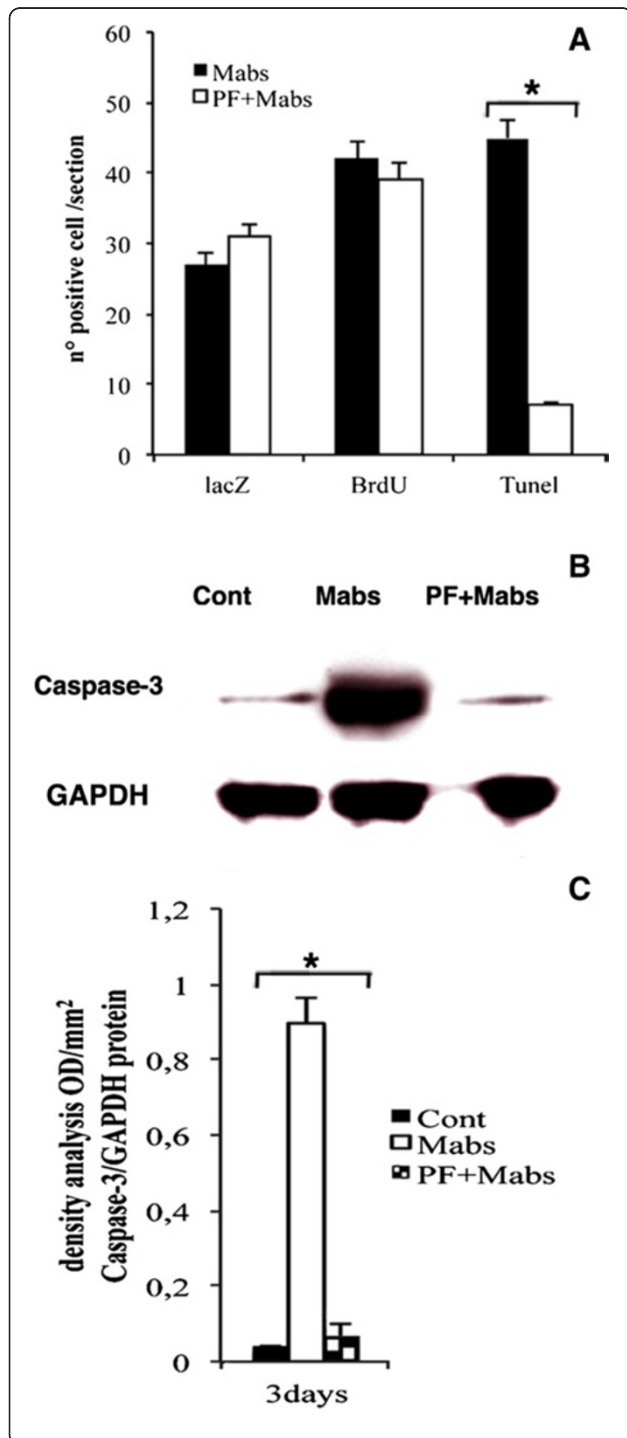 A
60
50
40
30
20
10
0
n° positive cell /section
Mabs
PF+Mabs
*
lacZ BrdU Tunel
B
Cont Mabs PF+Mabs
Caspase-3
GAPDH
C
1,2
1
0,8
0,6
0,4
0,2
0
density analysis OD/mm²
Caspase-3/GAPDH protein
*
Cont
Mabs
PF+Mabs
3days